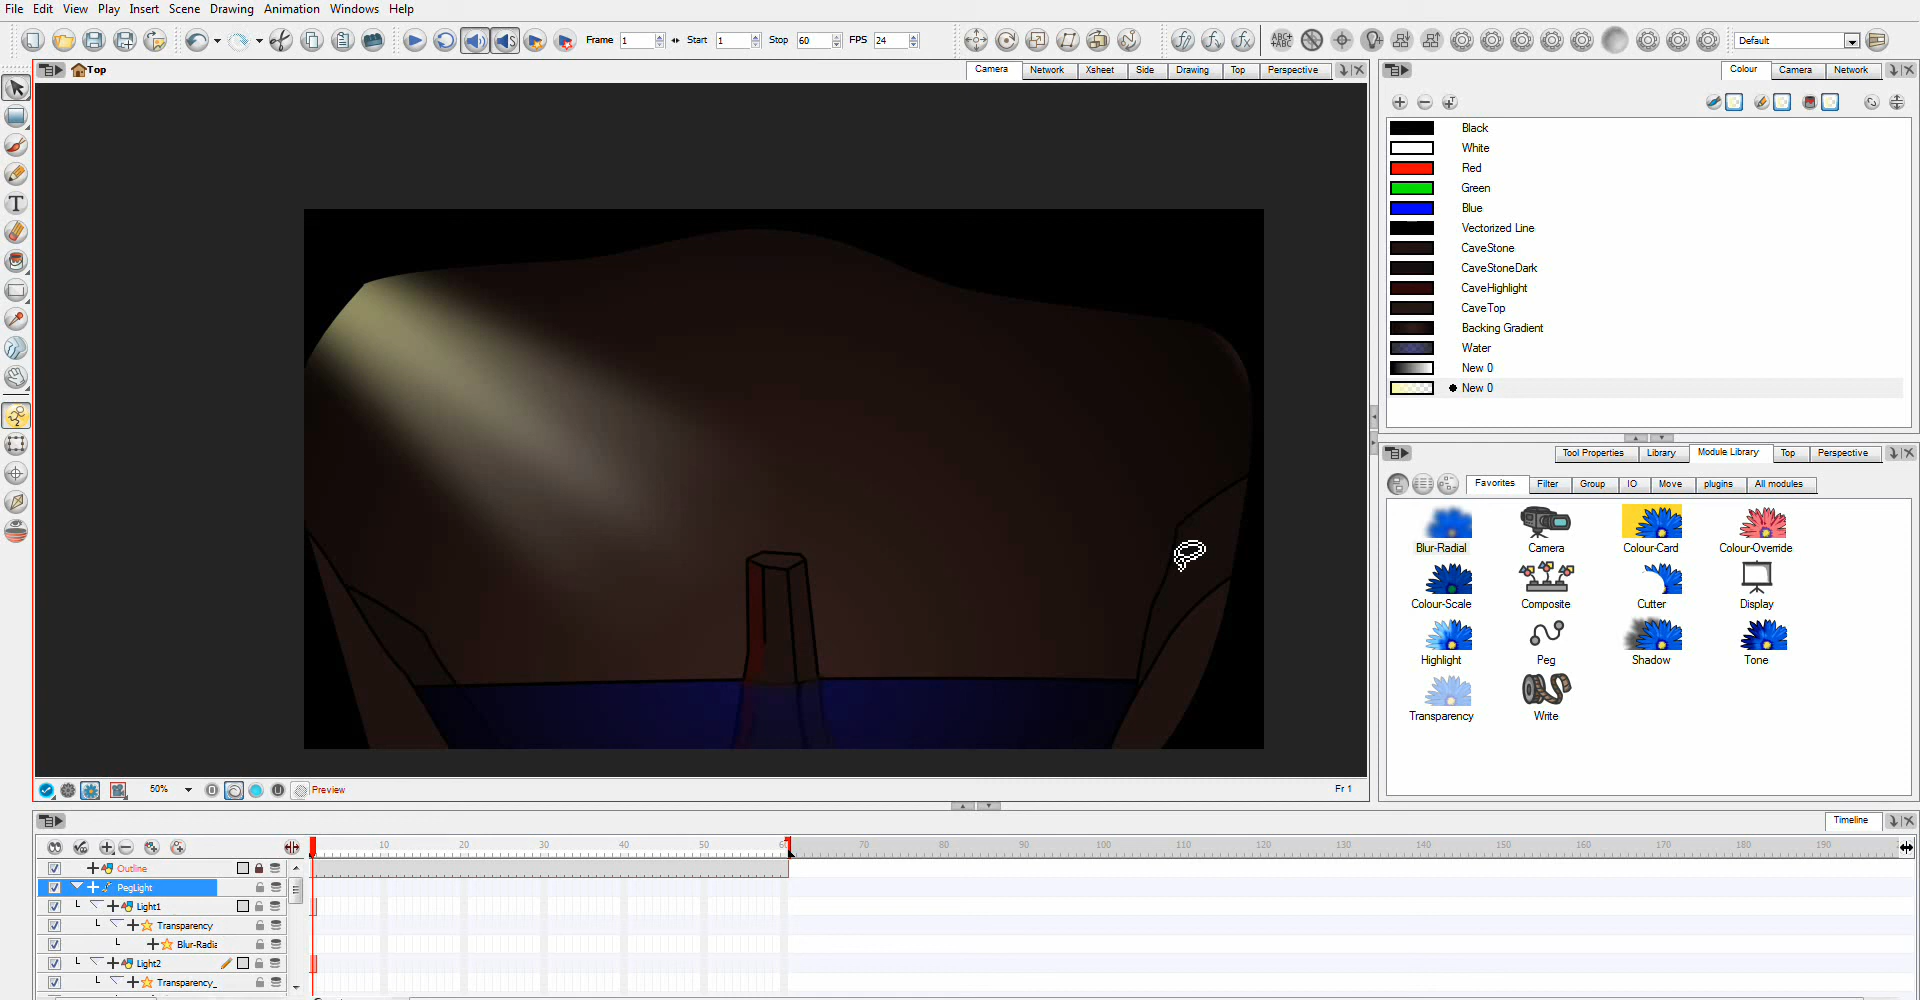 File Edit View Play Insert Scene Drawing Animation Windows Help
Frame 1 Start 1 Stop 60 FPS 24 Default
Top
Camera Network Xsheet Side Drawing Top Perspective
Colour Camera Network
Black
White
Red
Green
Blue
Vectorized Line
CaveStone
CaveStoneDark
CaveHighlight
CaveTop
Backing Gradient
Water
New 0
New 0
Tool Properties Library Module Library Top Perspective
Favorites Filter Group IO Move plugins All modules
Blur-Radial Camera Colour-Card Colour-Override
Colour-Scale Composite Cutter Display
Highlight Peg Shadow Tone
Transparency Write
50% Preview Fr 1
Timeline
10 20 30 40 50 60 70 80 90 100 110 120 130 140 150 160 170 180 190
Outline
PegLight
Light1
Transparency
Blur-Radia
Light2
Transparency_